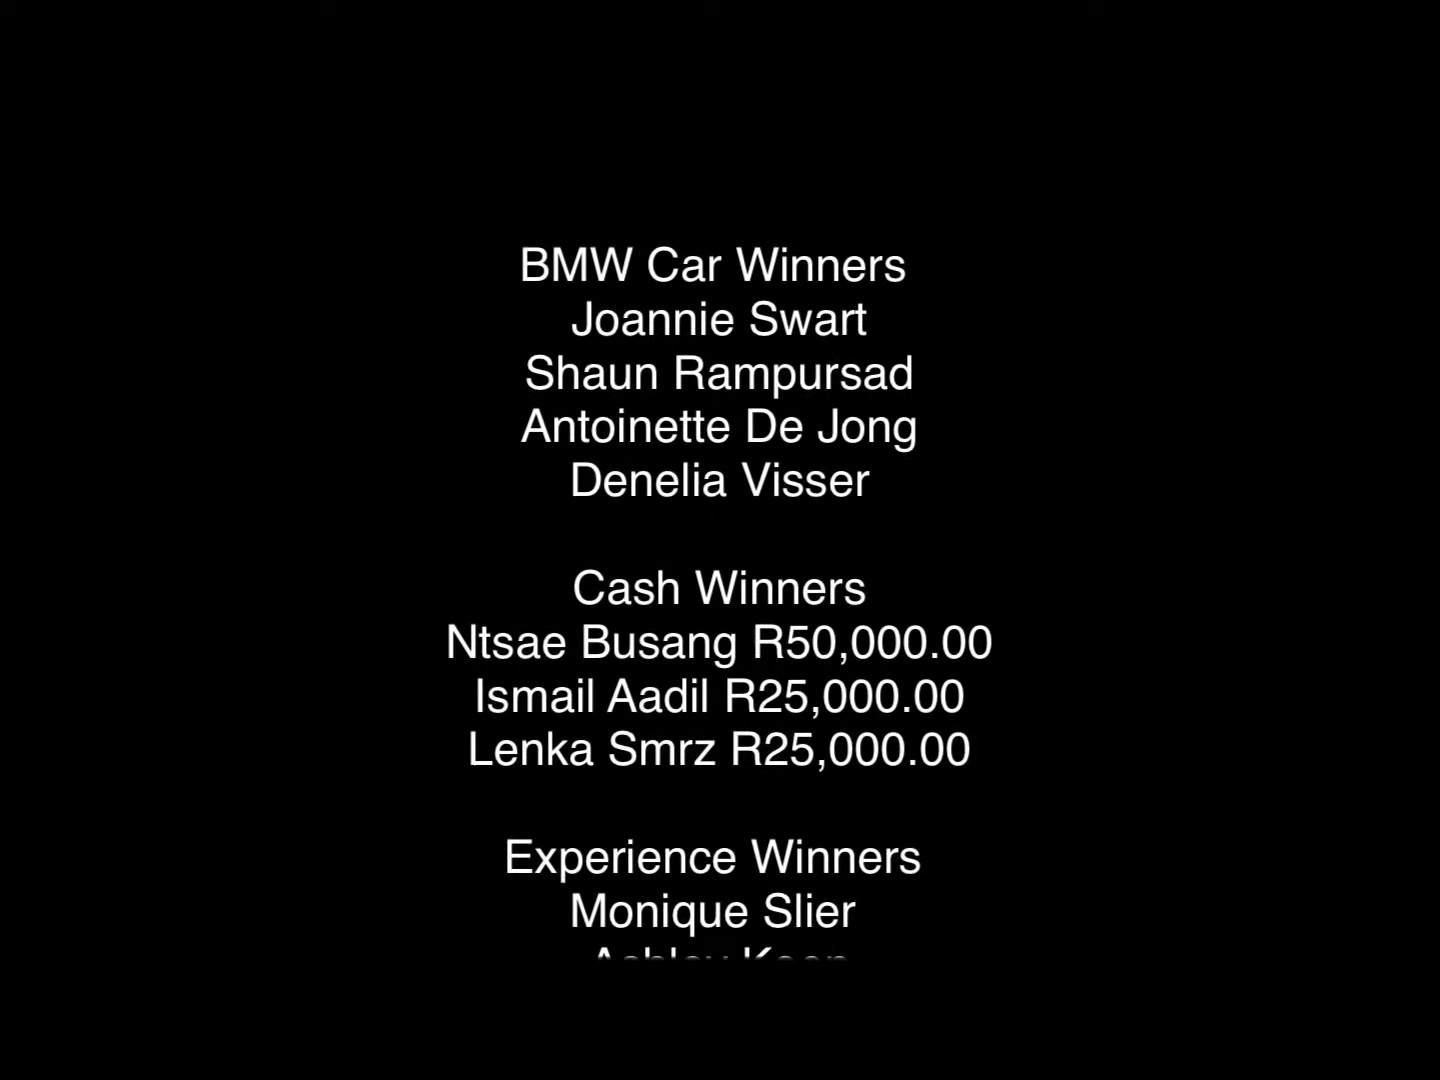 BMW Car Winners
Joannie Swart
Shaun Rampursad
Antoinette De Jong
Denelia Visser
Cash Winners
Ntsae Busang R50,000.00
Ismail Aadil R25,000.00
Lenka Smrz R25,000.00
Experience Winners
Monique Slier
Ashley